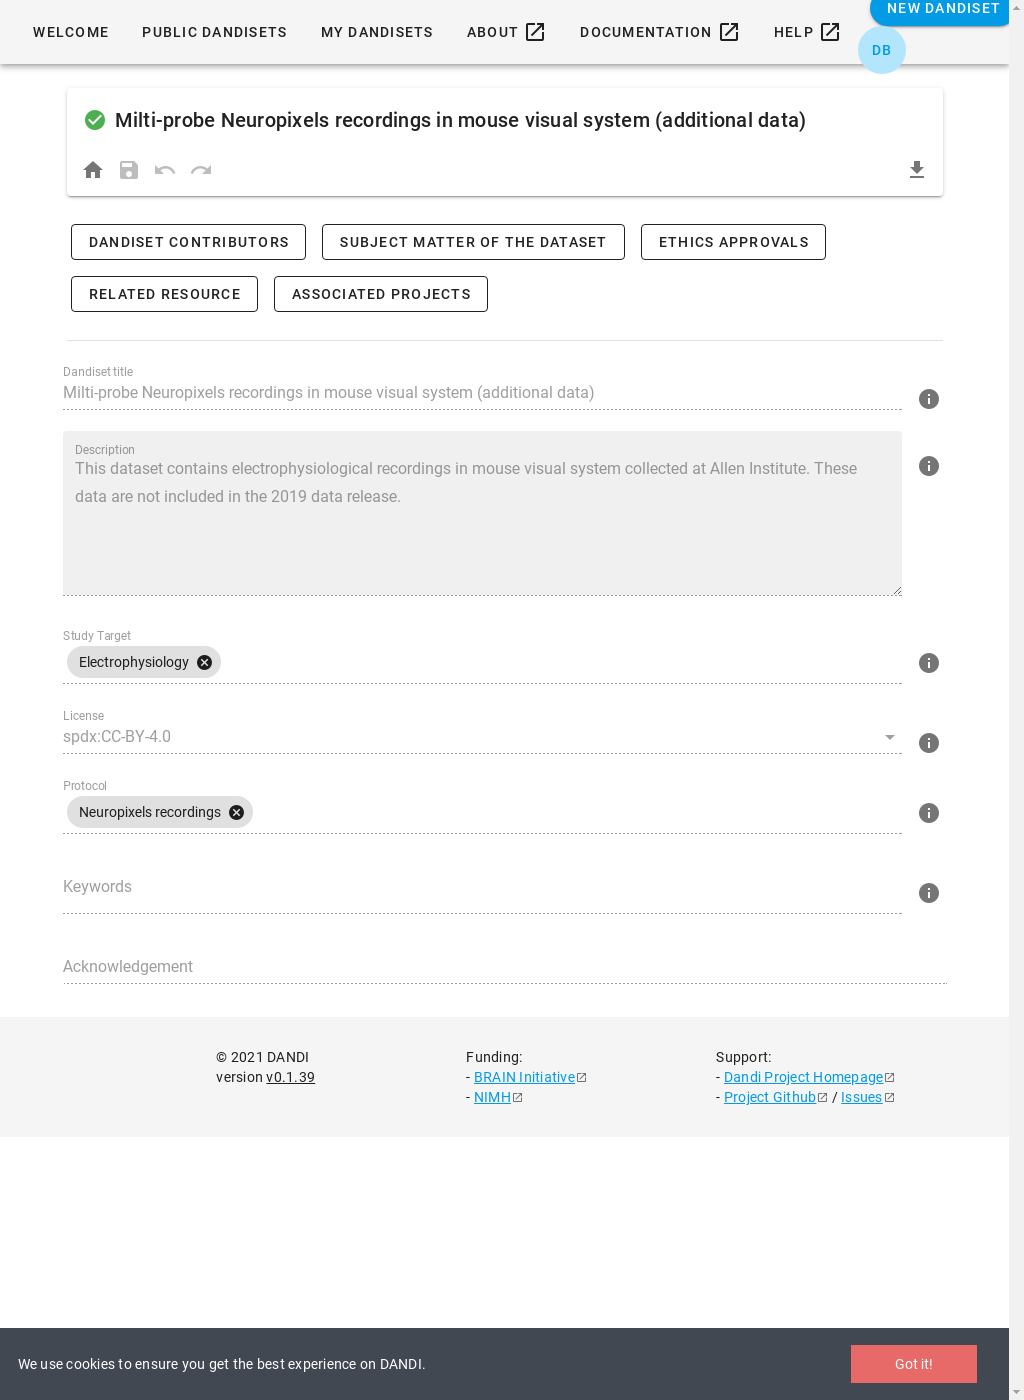 NEW DANDISET
WELCOME PUBLIC DANDISETS MY DANDISETS ABOUT DOCUMENTATION HELP
DB
Milti-probe Neuropixels recordings in mouse visual system (additional data)
DANDISET CONTRIBUTORS SUBJECT MATTER OF THE DATASET ETHICS APPROVALS
RELATED RESOURCE ASSOCIATED PROJECTS
Dandiset title
Milti-probe Neuropixels recordings in mouse visual system (additional data)
Description
This dataset contains electrophysiological recordings in mouse visual system collected at Allen Institute. These
data are not included in the 2019 data release.
Study Target
Electrophysiology
License
spdx:CC-BY-4.0
Protocol
Neuropixels recordings
Keywords
Acknowledgement
© 2021 DANDI
version v0.1.39
Funding:
- BRAIN Initiative
- NIMH
Support:
- Dandi Project Homepage
- Project Github / Issues
We use cookies to ensure you get the best experience on DANDI.
Got it!